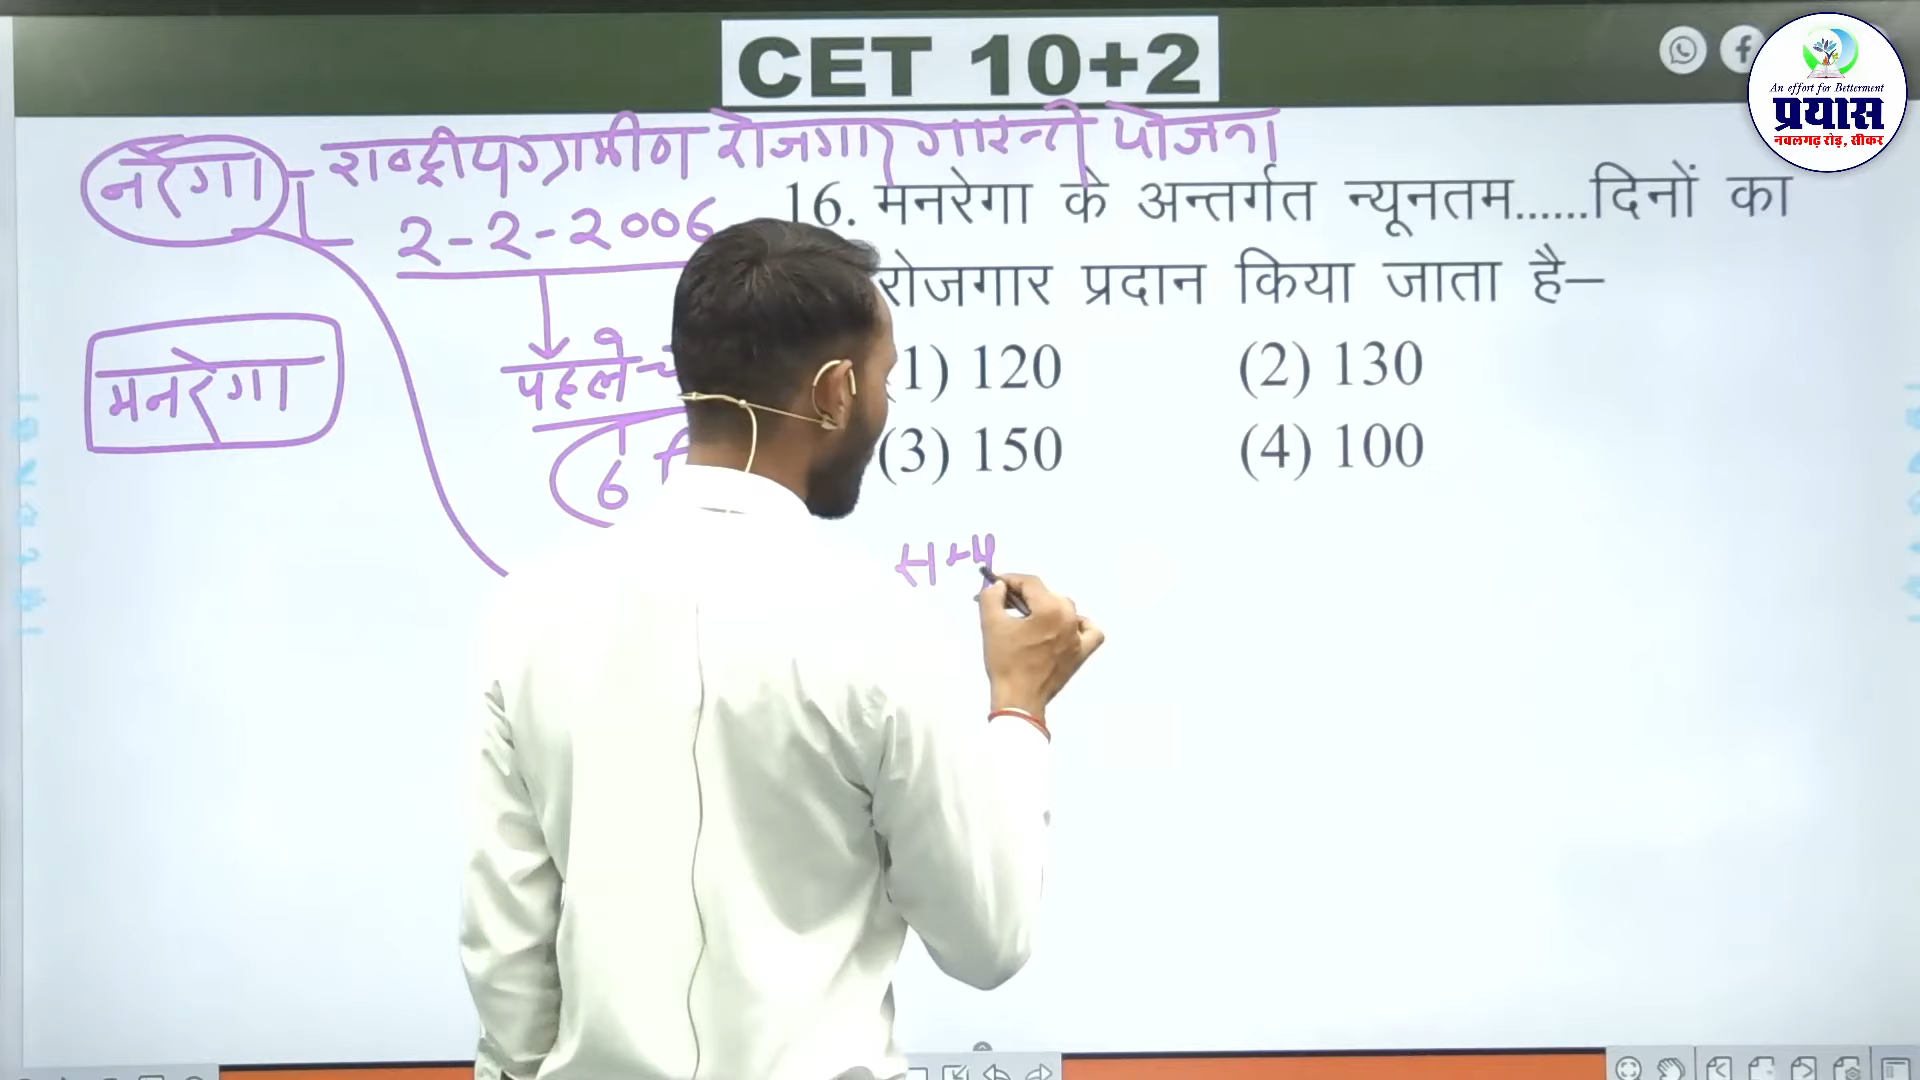 CET 10+2
An effort for Betterment
प्रयास
नवलगढ़ रोड़, सीकर
नरेगा - राष्ट्रीय ग्रामीण रोजगार गारन्टी योजना
2-2-2006
पहले
6
मनरेगा
16. मनरेगा के अन्तर्गत न्यूनतम......दिनों का
रोजगार प्रदान किया जाता है–
(1) 120 (2) 130
(3) 150 (4) 100